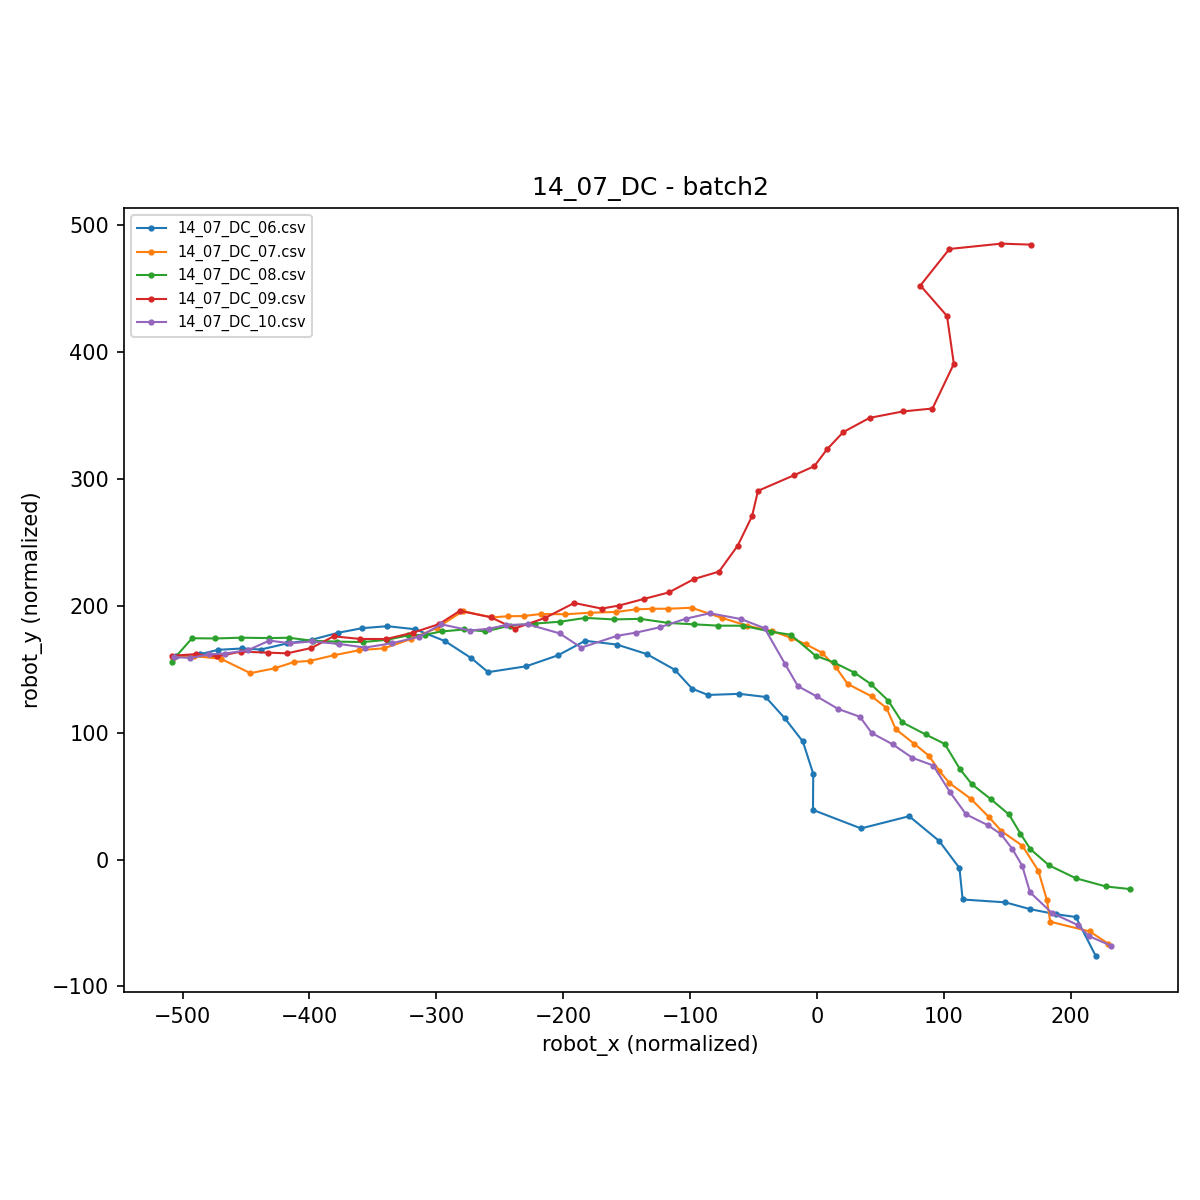 14_07_DC - batch2
500
400
300
200
100
0
−100
robot_y (normalized)
14_07_DC_06.csv
14_07_DC_07.csv
14_07_DC_08.csv
14_07_DC_09.csv
14_07_DC_10.csv
−500 −400 −300 −200 −100 0 100 200
robot_x (normalized)